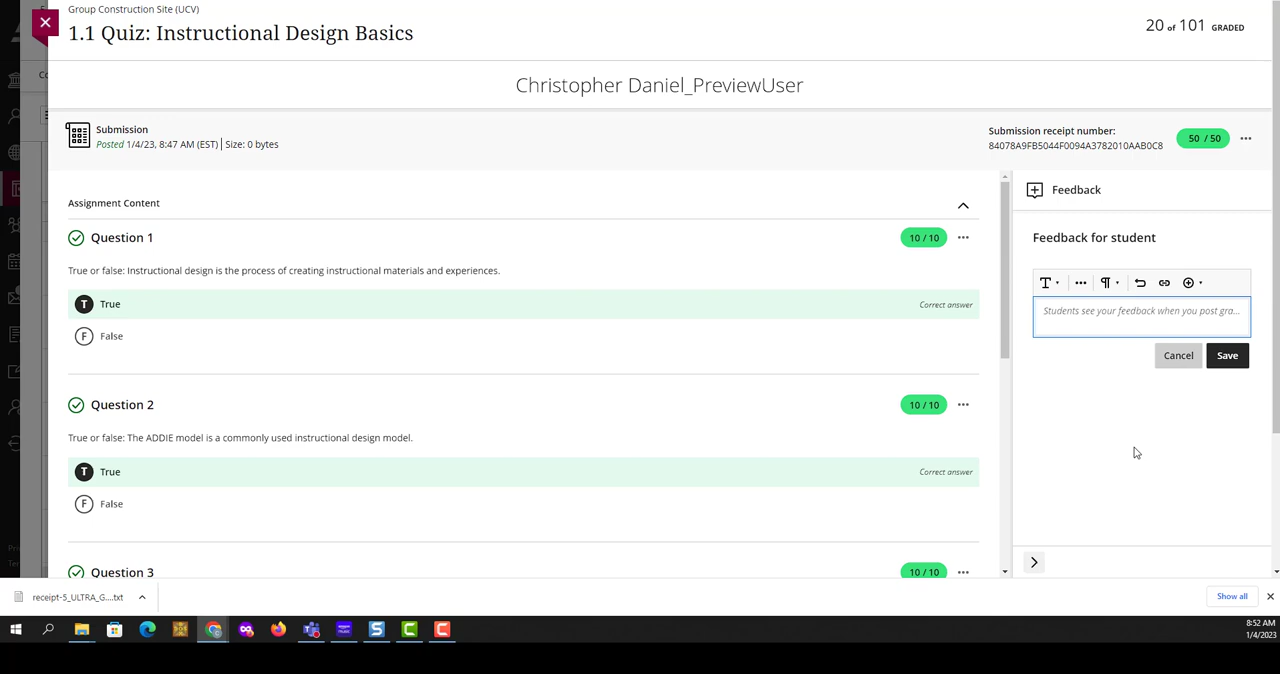 Group Construction Site (UCV)
1.1 Quiz: Instructional Design Basics
20 of 101 GRADED
Christopher Daniel_PreviewUser
Submission
Posted 1/4/23, 8:47 AM (EST) | Size: 0 bytes
Submission receipt number:
84078A9FB5044F0094A3782010AAB0C8
50 / 50
Assignment Content
Question 1
10 / 10
True or false: Instructional design is the process of creating instructional materials and experiences.
T True
Correct answer
F False
Question 2
10 / 10
True or false: The ADDIE model is a commonly used instructional design model.
T True
Correct answer
F False
Question 3
10 / 10
Feedback
Feedback for student
Students see your feedback when you post gra...
Cancel
Save
receipt-5_ULTRA_G....txt
Show all
8:52 AM
1/4/2023